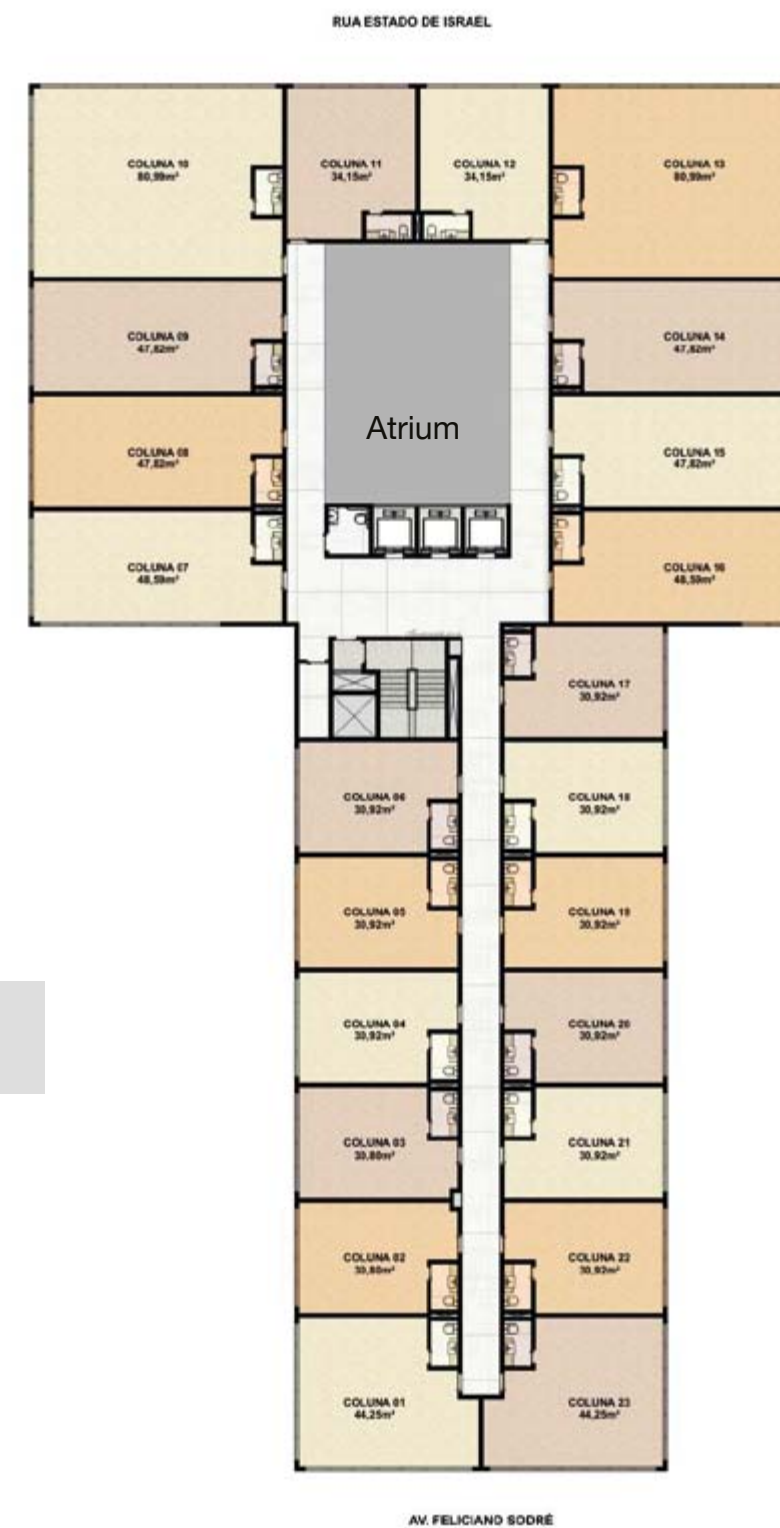 RUA ESTADO DE ISRAEL
COLUNA 10
80,99m²
COLUNA 11
34,15m²
COLUNA 12
34,15m²
COLUNA 13
80,99m²
COLUNA 09
47,82m²
COLUNA 14
47,82m²
Atrium
COLUNA 08
47,82m²
COLUNA 15
47,82m²
COLUNA 07
48,59m²
COLUNA 16
48,59m²
COLUNA 17
30,92m²
COLUNA 06
30,92m²
COLUNA 18
30,92m²
COLUNA 05
30,92m²
COLUNA 19
30,92m²
COLUNA 04
30,92m²
COLUNA 20
30,92m²
COLUNA 03
30,80m²
COLUNA 21
30,92m²
COLUNA 02
30,80m²
COLUNA 22
30,92m²
COLUNA 01
44,25m²
COLUNA 23
44,25m²
AV. FELICIANO SODRÉ